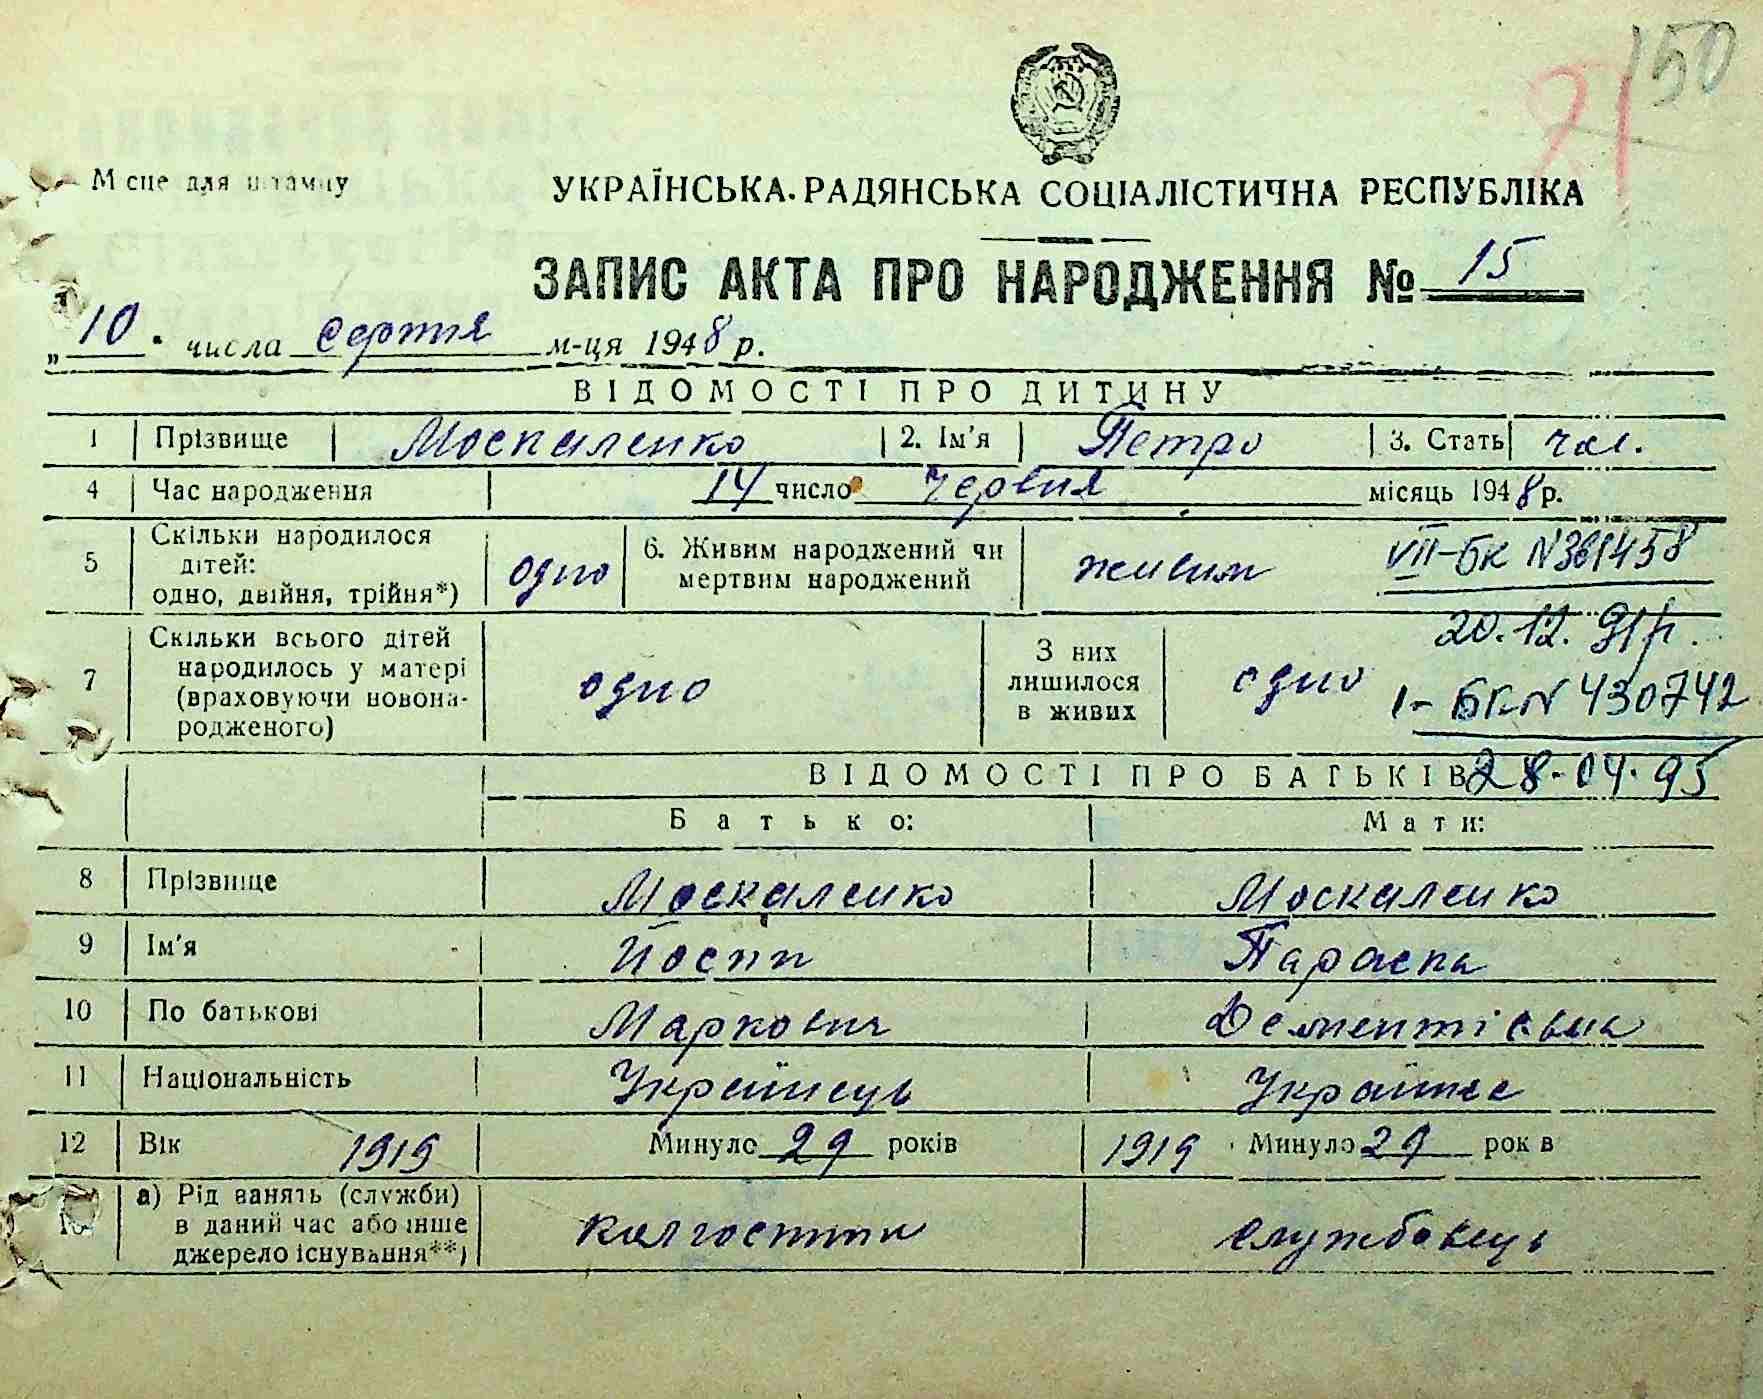 150
21
Місце для штампу
УКРАЇНСЬКА РАДЯНСЬКА СОЦІАЛІСТИЧНА РЕСПУБЛІКА
ЗАПИС АКТА ПРО НАРОДЖЕННЯ № 15
„10" числа серпня м-ця 1948 р.
ВІДОМОСТІ ПРО ДИТИНУ
1 Прізвище Москаленко 2. Ім'я Петро 3. Стать чол.
4 Час народження 14 число червня місяць 1948 р.
5 Скільки народилося дітей: одно, двійня, трійня*) одно 6. Живим народжений чи мертвим народжений живим VII-БК N361458
20.12.91р.
7 Скільки всього дітей народилось у матері (враховуючи новонародженого) одно З них лишилося в живих одно I-БК N 430742
28.04.95
ВІДОМОСТІ ПРО БАТЬКІВ
Батько: Мати:
8 Прізвище Москаленко Москаленко
9 Ім'я Йосип Параска
10 По батькові Маркович Дементієвна
11 Національність Українець Українка
12 Вік 1919 Минуло 29 років 1919 Минуло 29 років
13 а) Рід занять (служби) в даний час або інше джерело існування**) колгоспник службовець